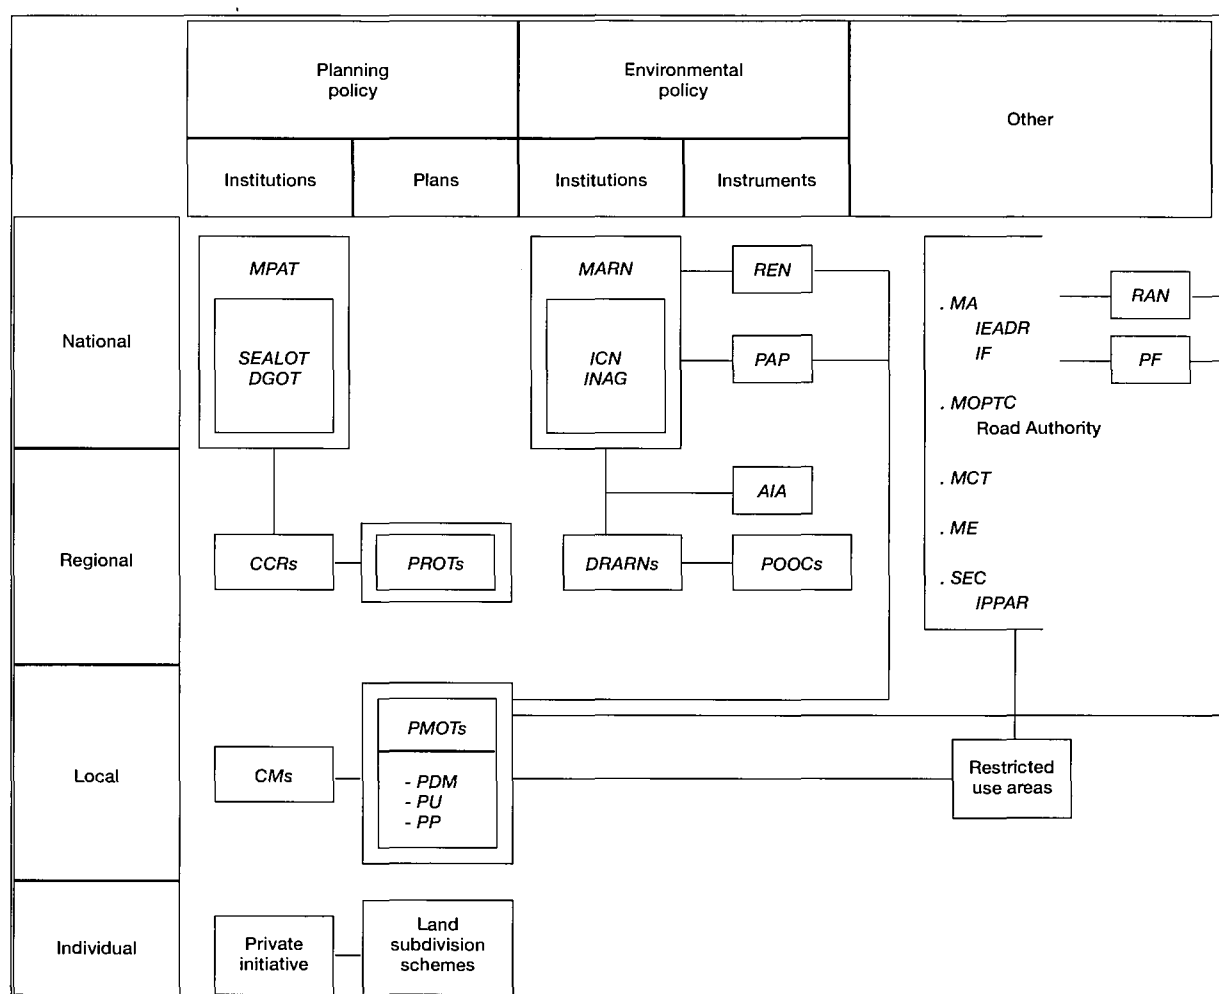 Planning
policy
Environmental
policy
Other
Institutions
Plans
Institutions
Instruments
National
MPAT
SEALOT
DGOT
MARN
ICN
INAG
REN
PAP
. MA
IEADR
IF
RAN
PF
. MOPTC
Road Authority
Regional
AIA
CCRs
PROTs
DRARNs
POOCs
. MCT
. ME
. SEC
IPPAR
Local
CMs
PMOTs
- PDM
- PU
- PP
Restricted
use areas
Individual
Private
initiative
Land
subdivision
schemes